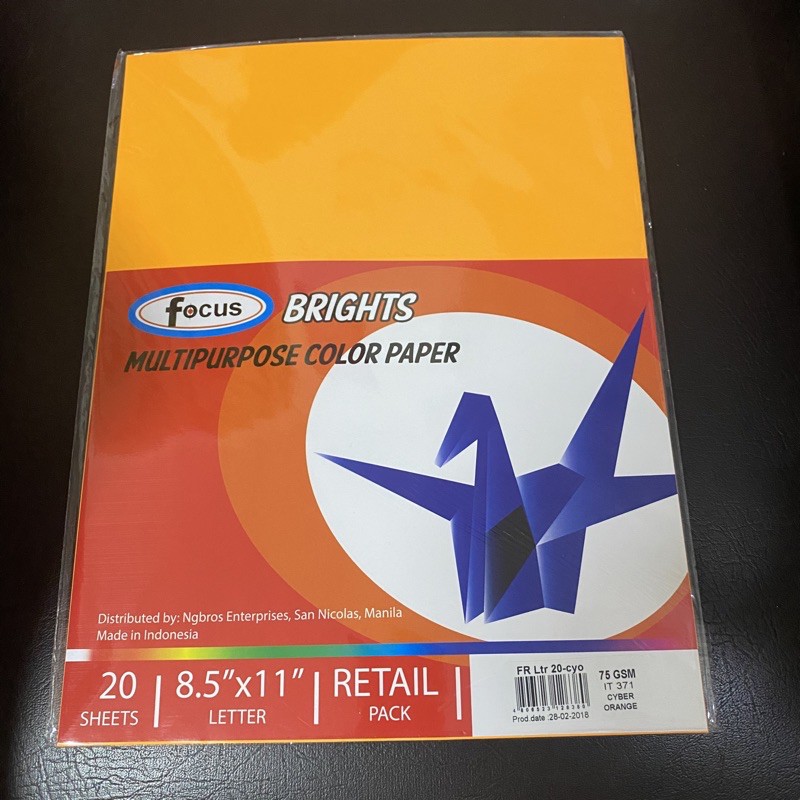 focus BRIGHTS
MULTIPURPOSE COLOR PAPER
Distributed by: Ngbros Enterprises, San Nicolas, Manila
Made in Indonesia
20 SHEETS
8.5”x11” LETTER
RETAIL PACK
FR Ltr 20-cyo
Prod.date :28-02-2018
75 GSM
IT 371
CYBER
ORANGE